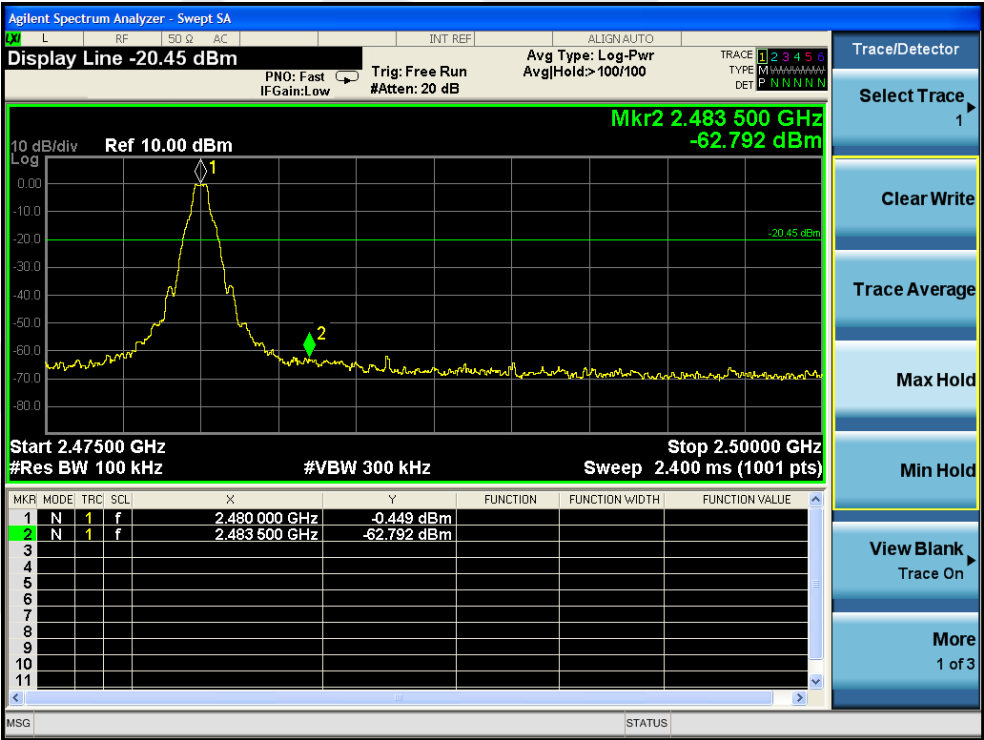 Agilent Spectrum Analyzer - Swept SA
LXI L RF 50 Ω AC INT REF ALIGN AUTO
Display Line -20.45 dBm
PNO: Fast
IFGain:Low
Trig: Free Run
#Atten: 20 dB
Avg Type: Log-Pwr
Avg|Hold:>100/100
TRACE 1 2 3 4 5 6
TYPE M W W W W W
DET P N N N N N
Mkr2 2.483 500 GHz
-62.792 dBm
10 dB/div Ref 10.00 dBm
Log
1
0.00
-10.0
-20.0
-20.45 dBm
-30.0
-40.0
-50.0
2
-60.0
-70.0
-80.0
Start 2.47500 GHz Stop 2.50000 GHz
#Res BW 100 kHz #VBW 300 kHz Sweep 2.400 ms (1001 pts)
MKR MODE TRC SCL X Y FUNCTION FUNCTION WIDTH FUNCTION VALUE
1 N 1 f 2.480 000 GHz -0.449 dBm
2 N 1 f 2.483 500 GHz -62.792 dBm
3
4
5
6
7
8
9
10
11
MSG STATUS
Trace/Detector
Select Trace
1
Clear Write
Trace Average
Max Hold
Min Hold
View Blank
Trace On
More
1 of 3